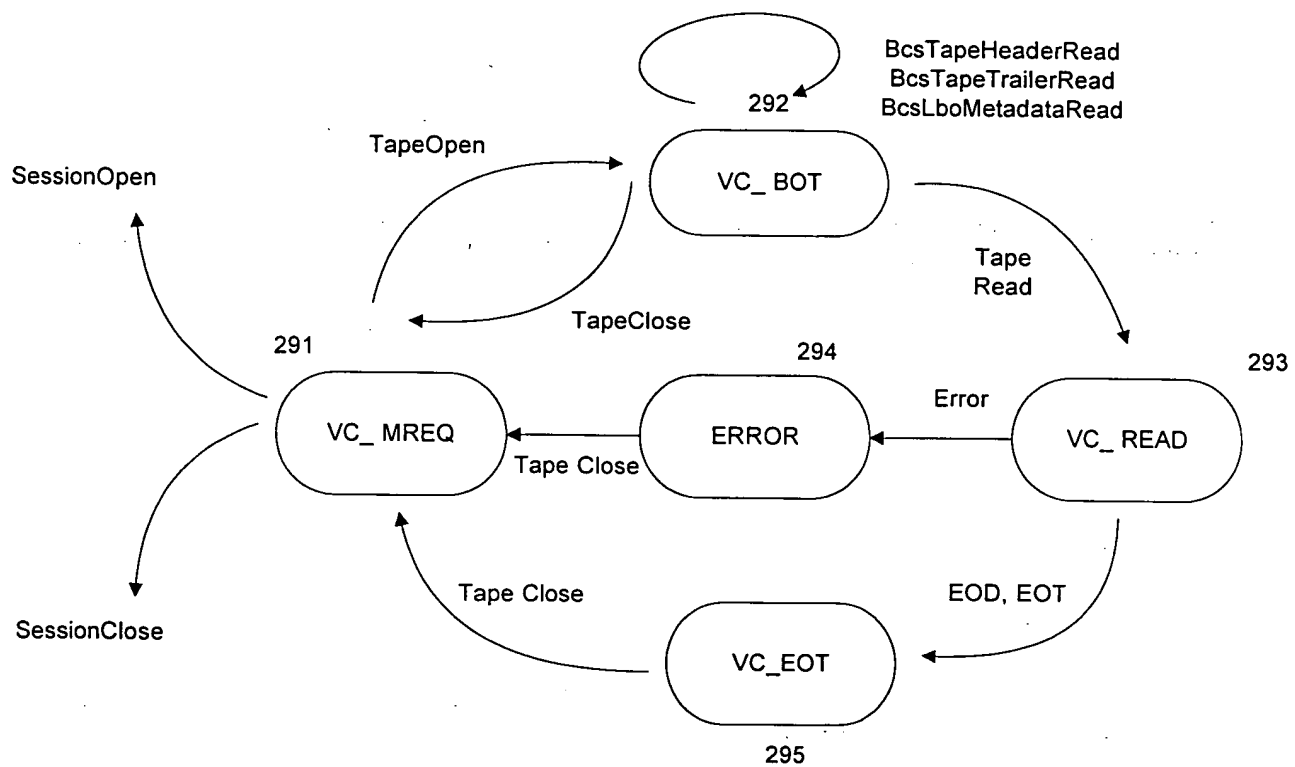 BcsTapeHeaderRead
BcsTapeTrailerRead
BcsLboMetadataRead
292
TapeOpen
SessionOpen
VC_ BOT
Tape
Read
TapeClose
291
294
293
Error
VC_ MREQ
ERROR
VC_ READ
Tape Close
Tape Close
EOD, EOT
SessionClose
VC_EOT
295